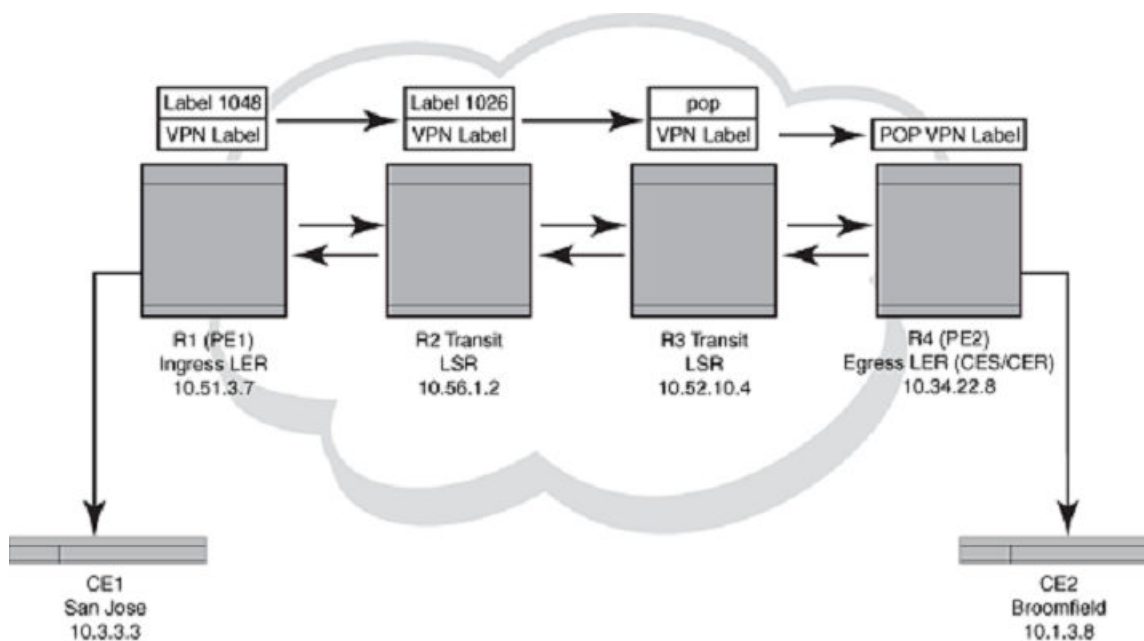 Label 1048
VPN Label
Label 1026
VPN Label
pop
VPN Label
POP VPN Label
R1 (PE1)
Ingress LER
10.51.3.7
R2 Transit
LSR
10.56.1.2
R3 Transit
LSR
10.52.10.4
R4 (PE2)
Egress LER (CES/CER)
10.34.22.8
CE1
San Jose
10.3.3.3
CE2
Broomfield
10.1.3.8